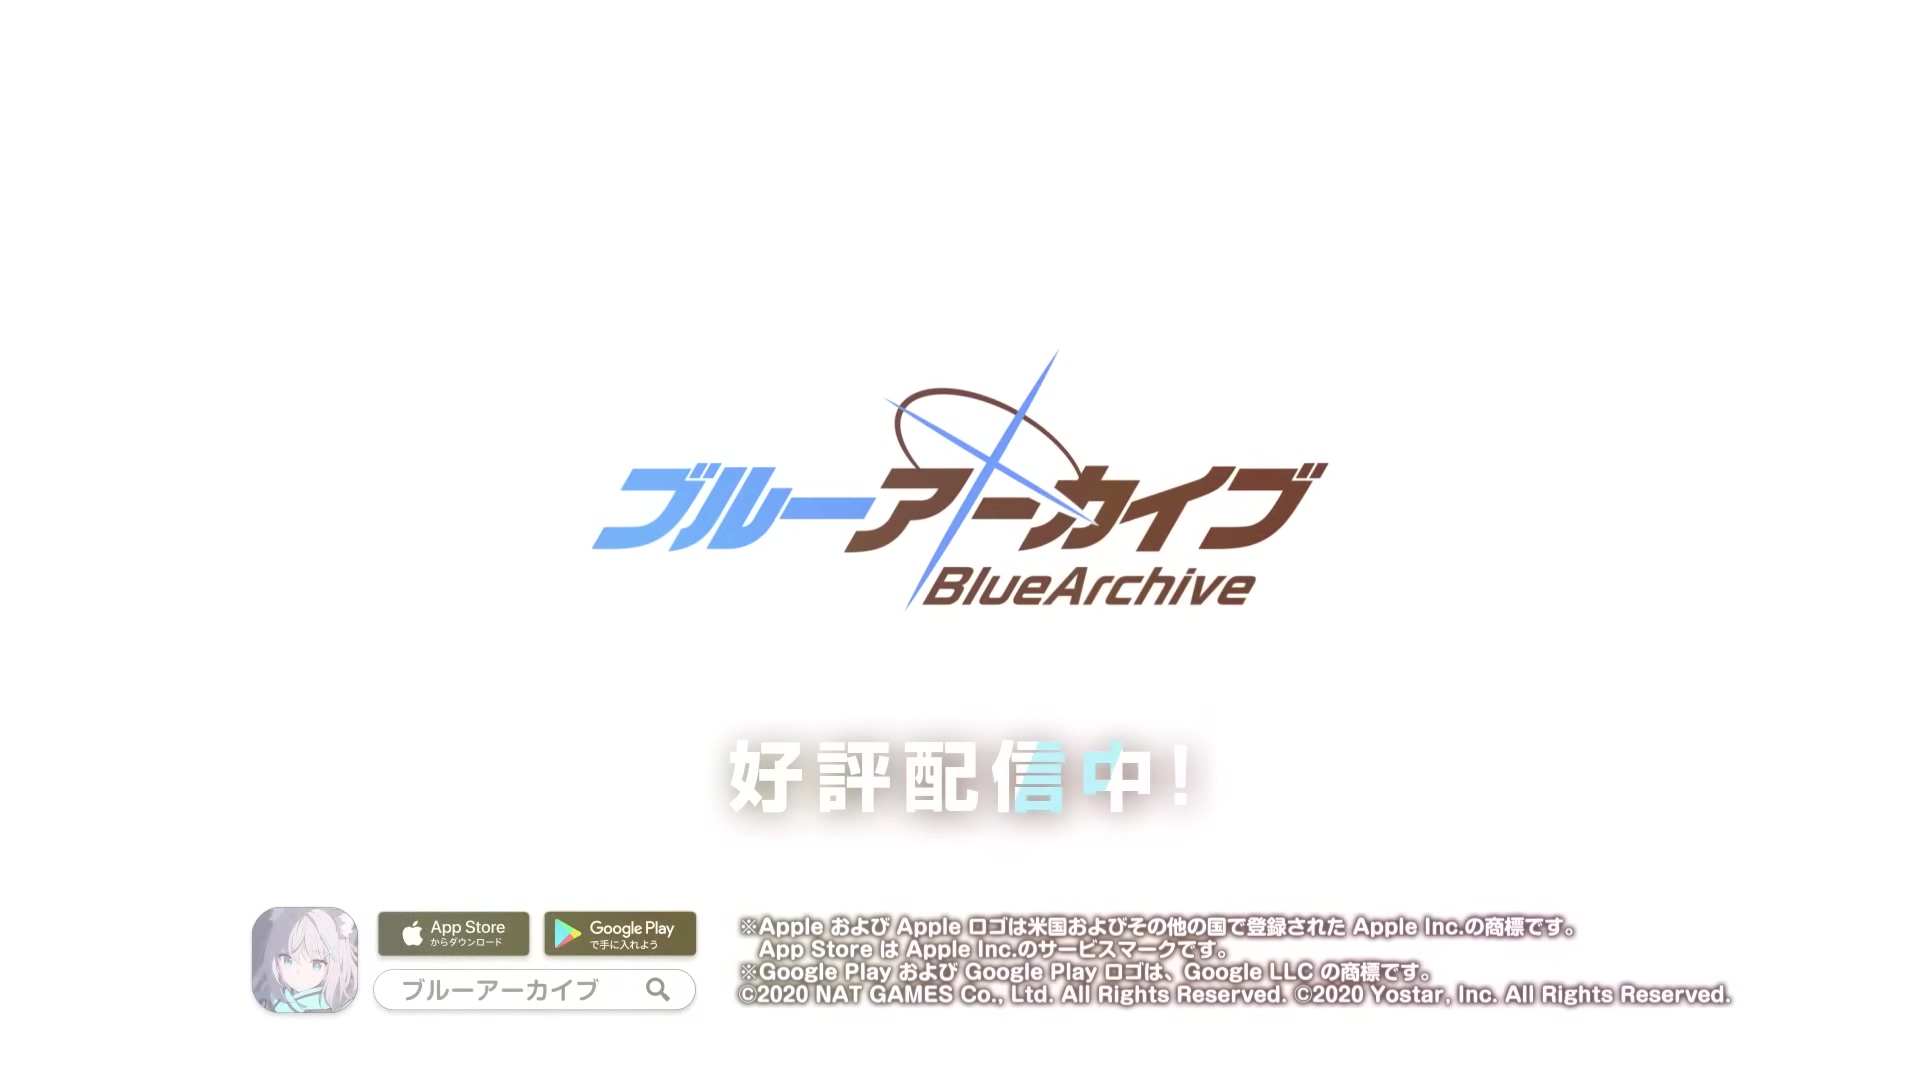 ブルーアーカイブ
BlueArchive
好評配信中!
App Store
からダウンロード
Google Play
で手に入れよう
ブルーアーカイブ
※Apple および Apple ロゴは米国およびその他の国で登録された Apple Inc.の商標です。
App Store は Apple Inc.のサービスマークです。
※Google Play および Google Play ロゴは、Google LLC の商標です。
©2020 NAT GAMES Co., Ltd. All Rights Reserved. ©2020 Yostar, Inc. All Rights Reserved.